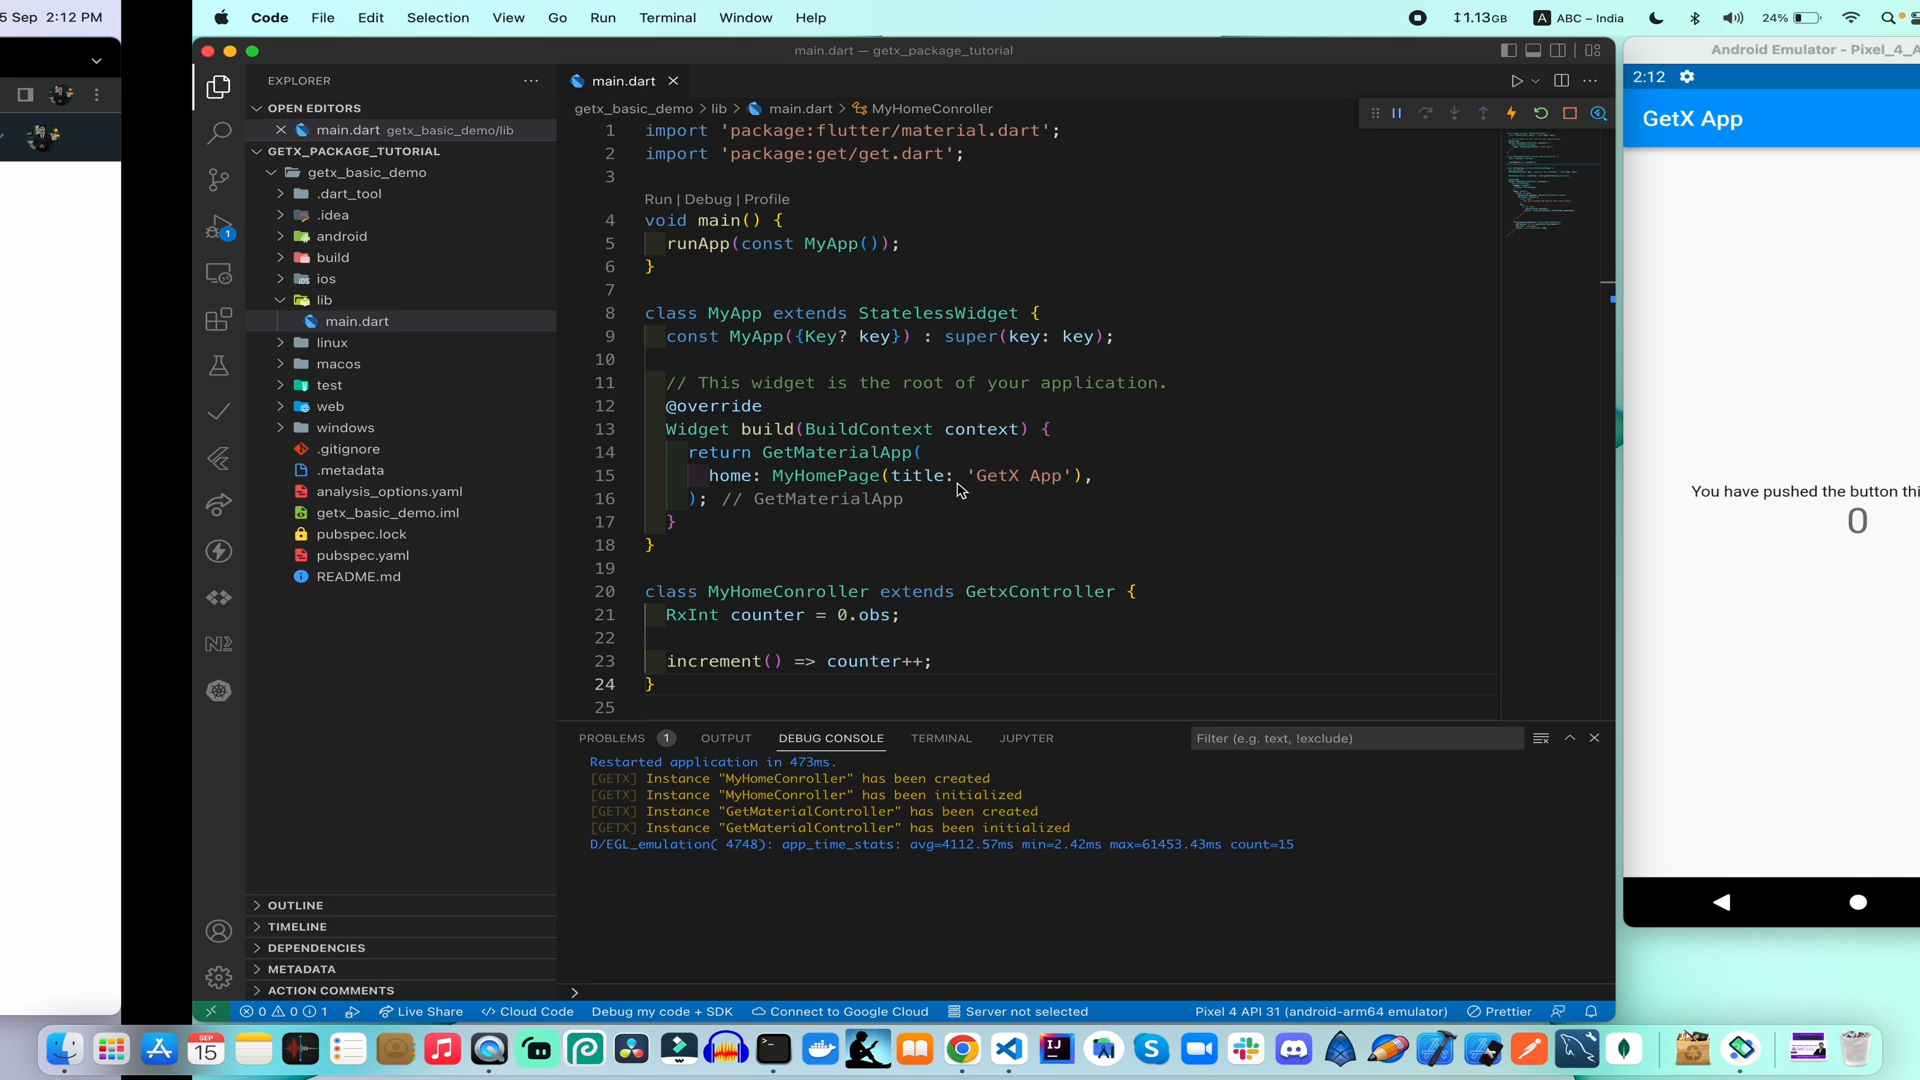 5 Sep 2:12 PM
Code File Edit Selection View Go Run Terminal Window Help
1.13GB A ABC – India 24%
main.dart — getx_package_tutorial
EXPLORER
OPEN EDITORS
main.dart getx_basic_demo/lib
GETX_PACKAGE_TUTORIAL
getx_basic_demo
.dart_tool
.idea
android
build
ios
lib
main.dart
linux
macos
test
web
windows
.gitignore
.metadata
analysis_options.yaml
getx_basic_demo.iml
pubspec.lock
pubspec.yaml
README.md
OUTLINE
TIMELINE
DEPENDENCIES
METADATA
ACTION COMMENTS
1
main.dart
getx_basic_demo > lib > main.dart > MyHomeConroller
1 import 'package:flutter/material.dart';
2 import 'package:get/get.dart';
3
Run | Debug | Profile
4 void main() {
5 runApp(const MyApp());
6 }
7
8 class MyApp extends StatelessWidget {
9 const MyApp({Key? key}) : super(key: key);
10
11 // This widget is the root of your application.
12 @override
13 Widget build(BuildContext context) {
14 return GetMaterialApp(
15 home: MyHomePage(title: 'GetX App'),
16 ); // GetMaterialApp
17 }
18 }
19
20 class MyHomeConroller extends GetxController {
21 RxInt counter = 0.obs;
22
23 increment() => counter++;
24 }
25
PROBLEMS 1 OUTPUT DEBUG CONSOLE TERMINAL JUPYTER Filter (e.g. text, !exclude)
Restarted application in 473ms.
[GETX] Instance "MyHomeConroller" has been created
[GETX] Instance "MyHomeConroller" has been initialized
[GETX] Instance "GetMaterialController" has been created
[GETX] Instance "GetMaterialController" has been initialized
D/EGL_emulation( 4748): app_time_stats: avg=4112.57ms min=2.42ms max=61453.43ms count=15
0 0 1 Live Share Cloud Code Debug my code + SDK Connect to Google Cloud Server not selected Pixel 4 API 31 (android-arm64 emulator) Prettier
Android Emulator - Pixel_4_A
2:12
GetX App
You have pushed the button thi
0
SEP
15